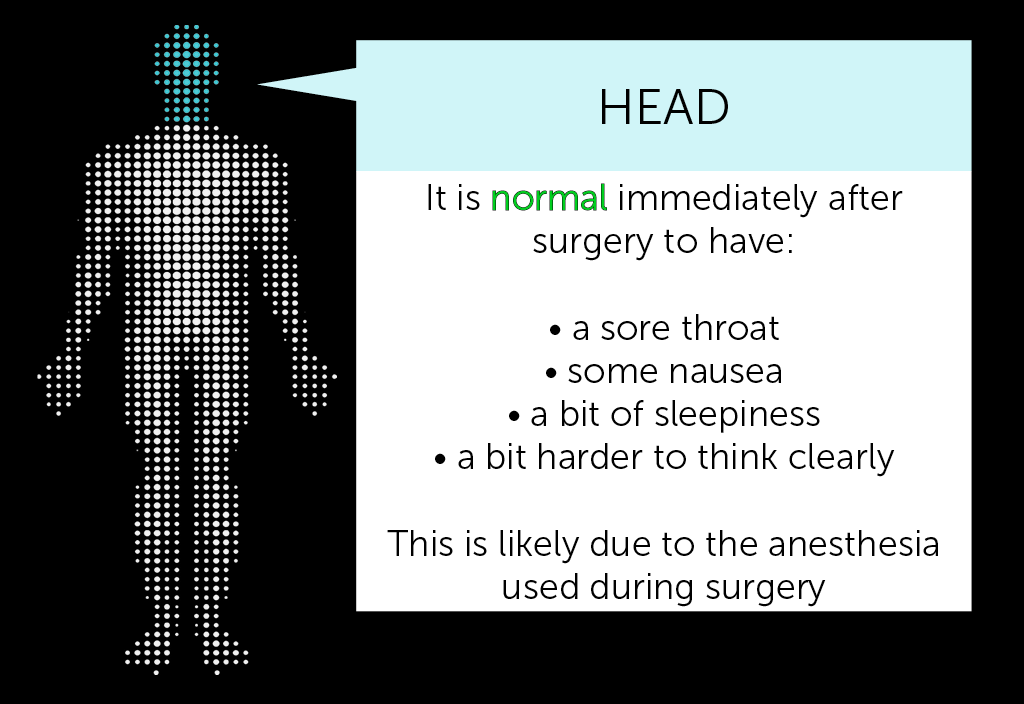 HEAD
It is normal immediately after
surgery to have:
• a sore throat
• some nausea
• a bit of sleepiness
• a bit harder to think clearly
This is likely due to the anesthesia
used during surgery